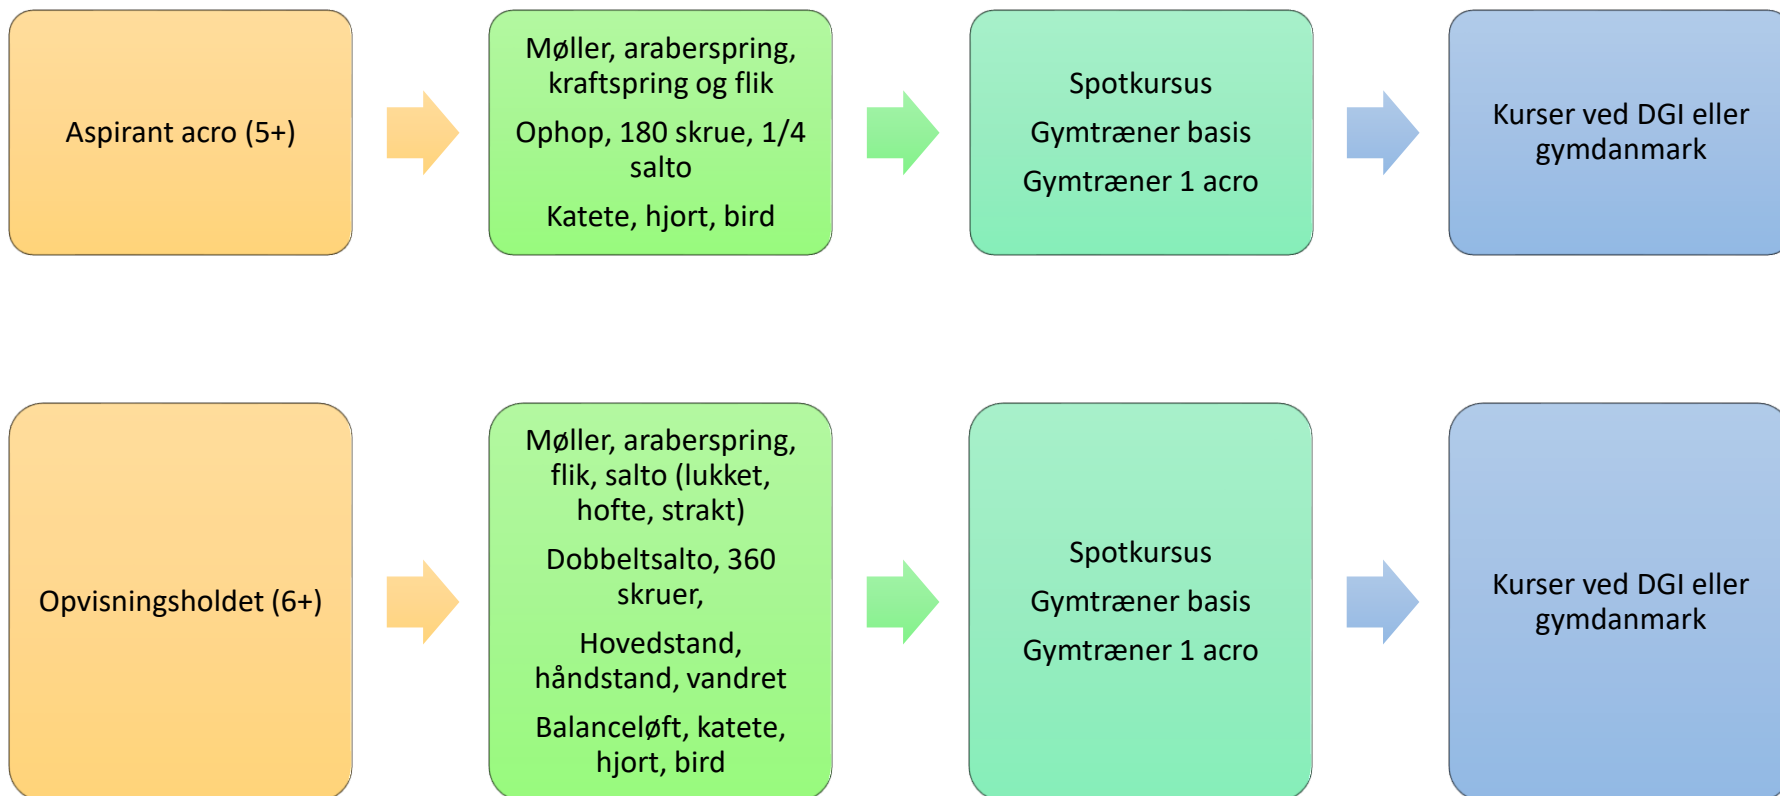 Aspirant acro (5+)
Møller, araberspring,
kraftspring og flik
Ophop, 180 skrue, 1/4
salto
Katete, hjort, bird
Spotkursus
Gymtræner basis
Gymtræner 1 acro
Kurser ved DGI eller
gymdanmark
Opvisningsholdet (6+)
Møller, araberspring,
flik, salto (lukket,
hofte, strakt)
Dobbeltsalto, 360
skruer,
Hovedstand,
håndstand, vandret
Balanceløft, katete,
hjort, bird
Spotkursus
Gymtræner basis
Gymtræner 1 acro
Kurser ved DGI eller
gymdanmark